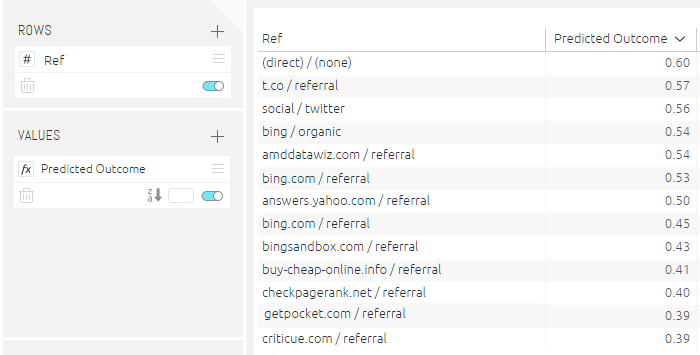 ROWS +
# Ref
VALUES +
fx Predicted Outcome
z a
Ref Predicted Outcome
(direct) / (none) 0.60
t.co / referral 0.57
social / twitter 0.56
bing / organic 0.54
amddatawiz.com / referral 0.54
bing.com / referral 0.53
answers.yahoo.com / referral 0.50
bing.com / referral 0.45
bingsandbox.com / referral 0.43
buy-cheap-online.info / referral 0.41
checkpagerank.net / referral 0.40
getpocket.com / referral 0.39
critique.com / referral 0.39